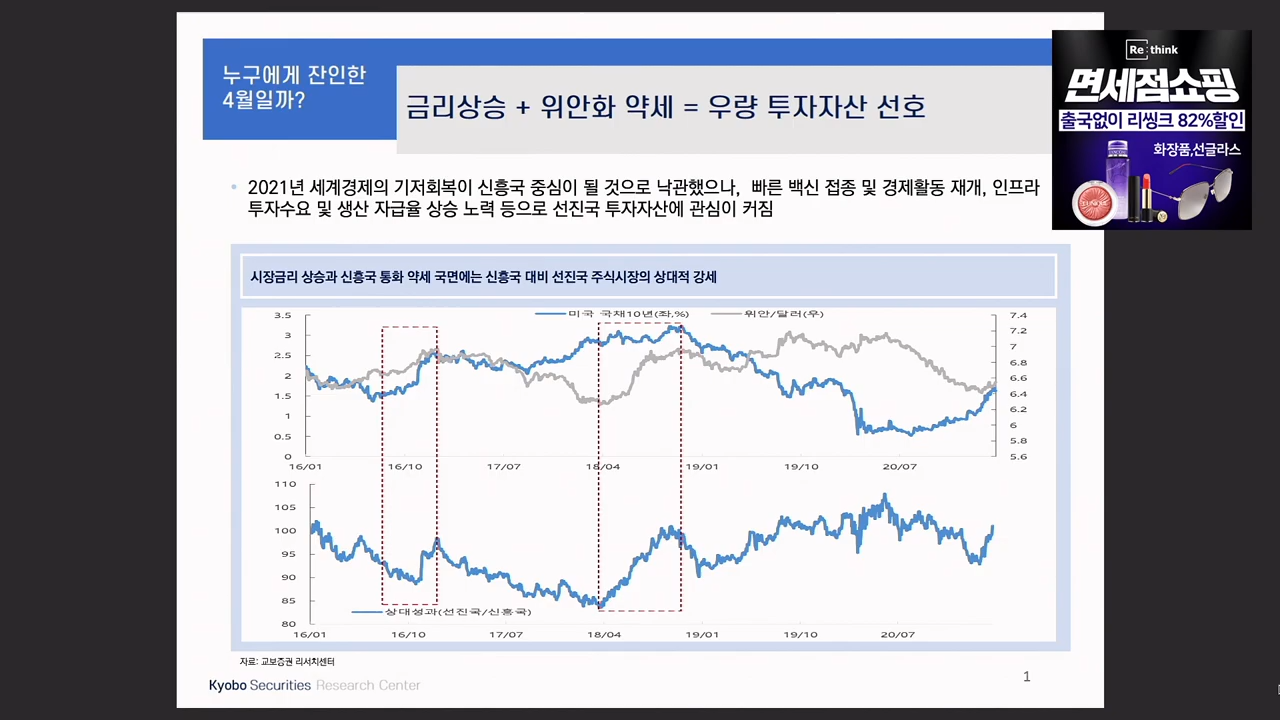 누구에게 잔인한
4월일까?
금리상승 + 위안화 약세 = 우량 투자자산 선호
Re:think
면세점쇼핑
출국없이 리씽크 82%할인
화장품,선글라스
• 2021년 세계경제의 기저회복이 신흥국 중심이 될 것으로 낙관했으나, 빠른 백신 접종 및 경제활동 재개, 인프라
투자수요 및 생산 자급율 상승 노력 등으로 선진국 투자자산에 관심이 커짐
시장금리 상승과 신흥국 통화 약세 국면에는 신흥국 대비 선진국 주식시장의 상대적 강세
미국 국채10년(좌,%) 위안/달러(우)
3.5 7.4
3 7.2
2.5 7
2 6.8
1.5 6.6
1 6.4
0.5 6.2
0 6
5.8
5.6
16/01 16/10 17/07 18/04 19/01 19/10 20/07
110
105
100
95
90
85
80
상대성과(선진국/신흥국)
16/01 16/10 17/07 18/04 19/01 19/10 20/07
자료: 교보증권 리서치센터
Kyobo Securities Research Center
1